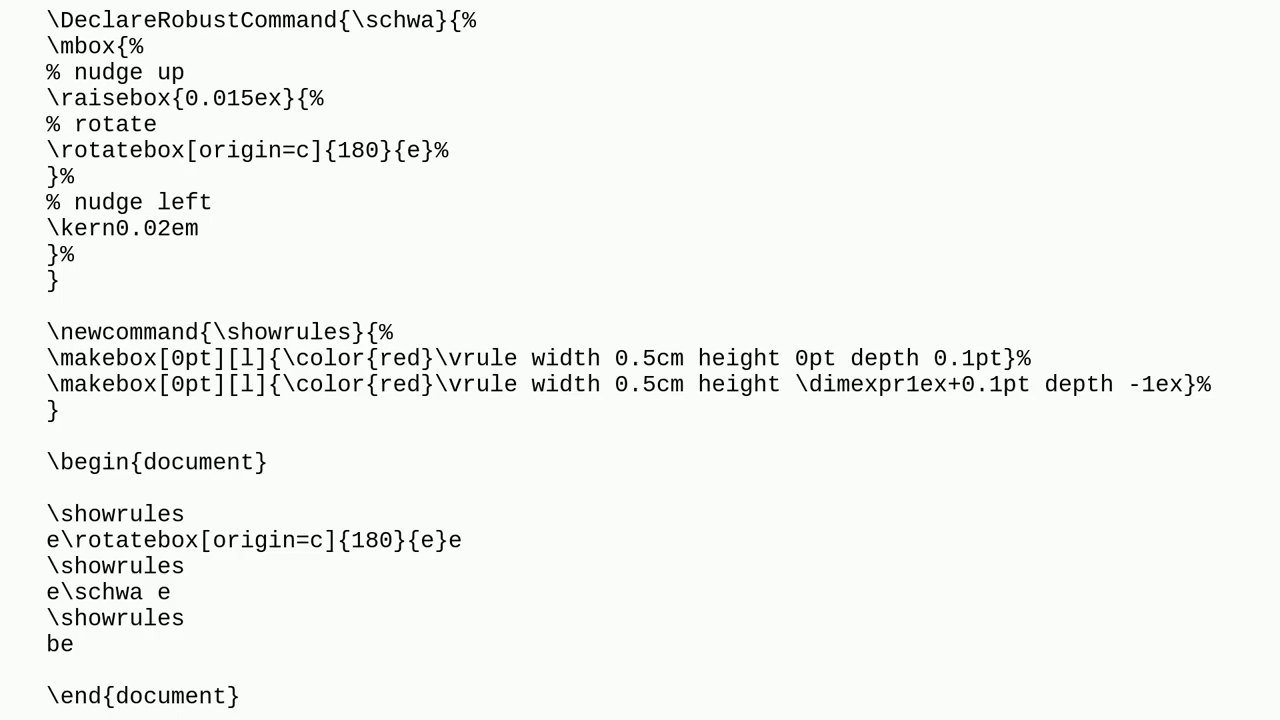 \DeclareRobustCommand{\schwa}{%
\mbox{%
% nudge up
\raisebox{0.015ex}{%
% rotate
\rotatebox[origin=c]{180}{e}%
}%
% nudge left
\kern0.02em
}%
}

\newcommand{\showrules}{%
\makebox[0pt][l]{\color{red}\vrule width 0.5cm height 0pt depth 0.1pt}%
\makebox[0pt][l]{\color{red}\vrule width 0.5cm height \dimexpr1ex+0.1pt depth -1ex}%
}

\begin{document}

\showrules
e\rotatebox[origin=c]{180}{e}e
\showrules
e\schwa e
\showrules
be

\end{document}